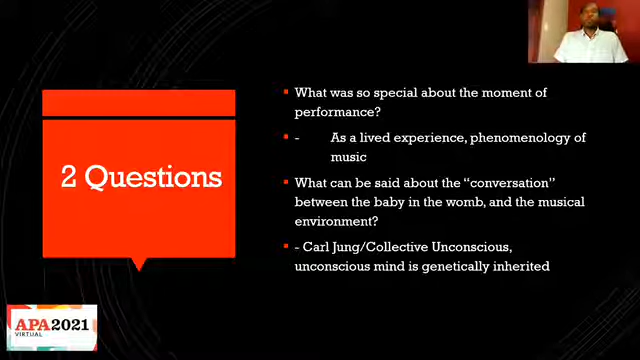 2 Questions
What was so special about the moment of
performance?
- As a lived experience, phenomenology of
music
What can be said about the “conversation”
between the baby in the womb, and the musical
environment?
- Carl Jung/Collective Unconscious,
unconscious mind is genetically inherited
APA2021
VIRTUAL